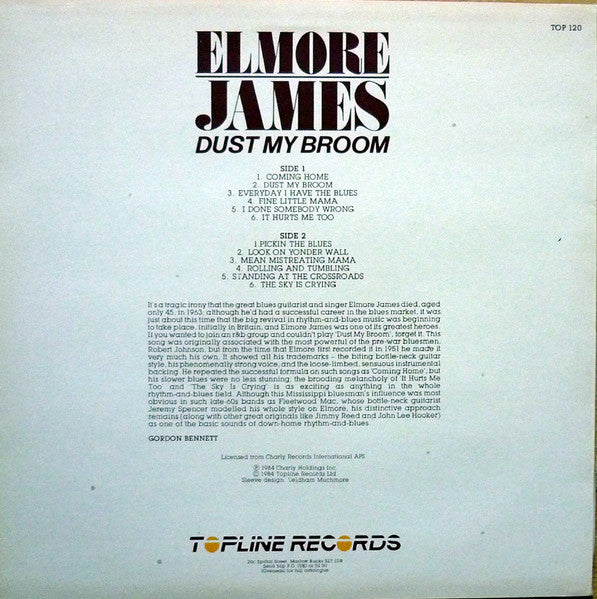 TOP 120
ELMORE
JAMES
DUST MY BROOM
SIDE 1
1. COMING HOME
2. DUST MY BROOM
3. EVERYDAY I HAVE THE BLUES
4. FINE LITTLE MAMA
5. I DONE SOMEBODY WRONG
6. IT HURTS ME TOO
SIDE 2
1.PICKIN THE BLUES
2. LOOK ON YONDER WALL
3. MEAN MISTREATING MAMA
4. ROLLING AND TUMBLING
5. STANDING AT THE CROSSROADS
6. THE SKY IS CRYING
It's a tragic irony that the great blues guitarist and singer Elmore James died, aged
only 45, in 1963; although he'd had a successful career in the blues market, it was
just about this time that the big revival in rhythm-and-blues music was beginning
to take place, initially in Britain, and Elmore James was one of its greatest heroes.
If you wanted to join an r&b group and couldn't play 'Dust My Broom', forget it. This
song was originally associated with the most powerful of the pre-war bluesmen,
Robert Johnson, but from the time that Elmore first recorded it in 1951 he made it
very much his own. It showed all his trademarks – the biting bottle-neck guitar
style, his phenomenally strong voice, and the loose-limbed, sensuous instrumental
backing. He repeated the successful formula on such songs as 'Coming Home', but
his slower blues were no less stunning; the brooding melancholy of 'It Hurts Me
Too' and 'The Sky Is Crying' is as exciting as anything in the whole
rhythm-and-blues field. Although this Mississippi bluesman's influence was most
obvious in such late-60s bands as Fleetwood Mac, whose bottle-neck guitarist
Jeremy Spencer modelled his whole style on Elmore, his distinctive approach
remains (along with other great originals like Jimmy Reed and John Lee Hooker)
as one of the basic sounds of down-home rhythm-and-blues.
GORDON BENNETT
Licensed from Charly Records International APS
℗ 1984 Charly Holdings Inc
© 1984 Topline Records Ltd
Sleeve design: Teldham Muchmore
TOPLINE RECORDS
Street, Marlow Bucks SL7
Send
for full catalogue